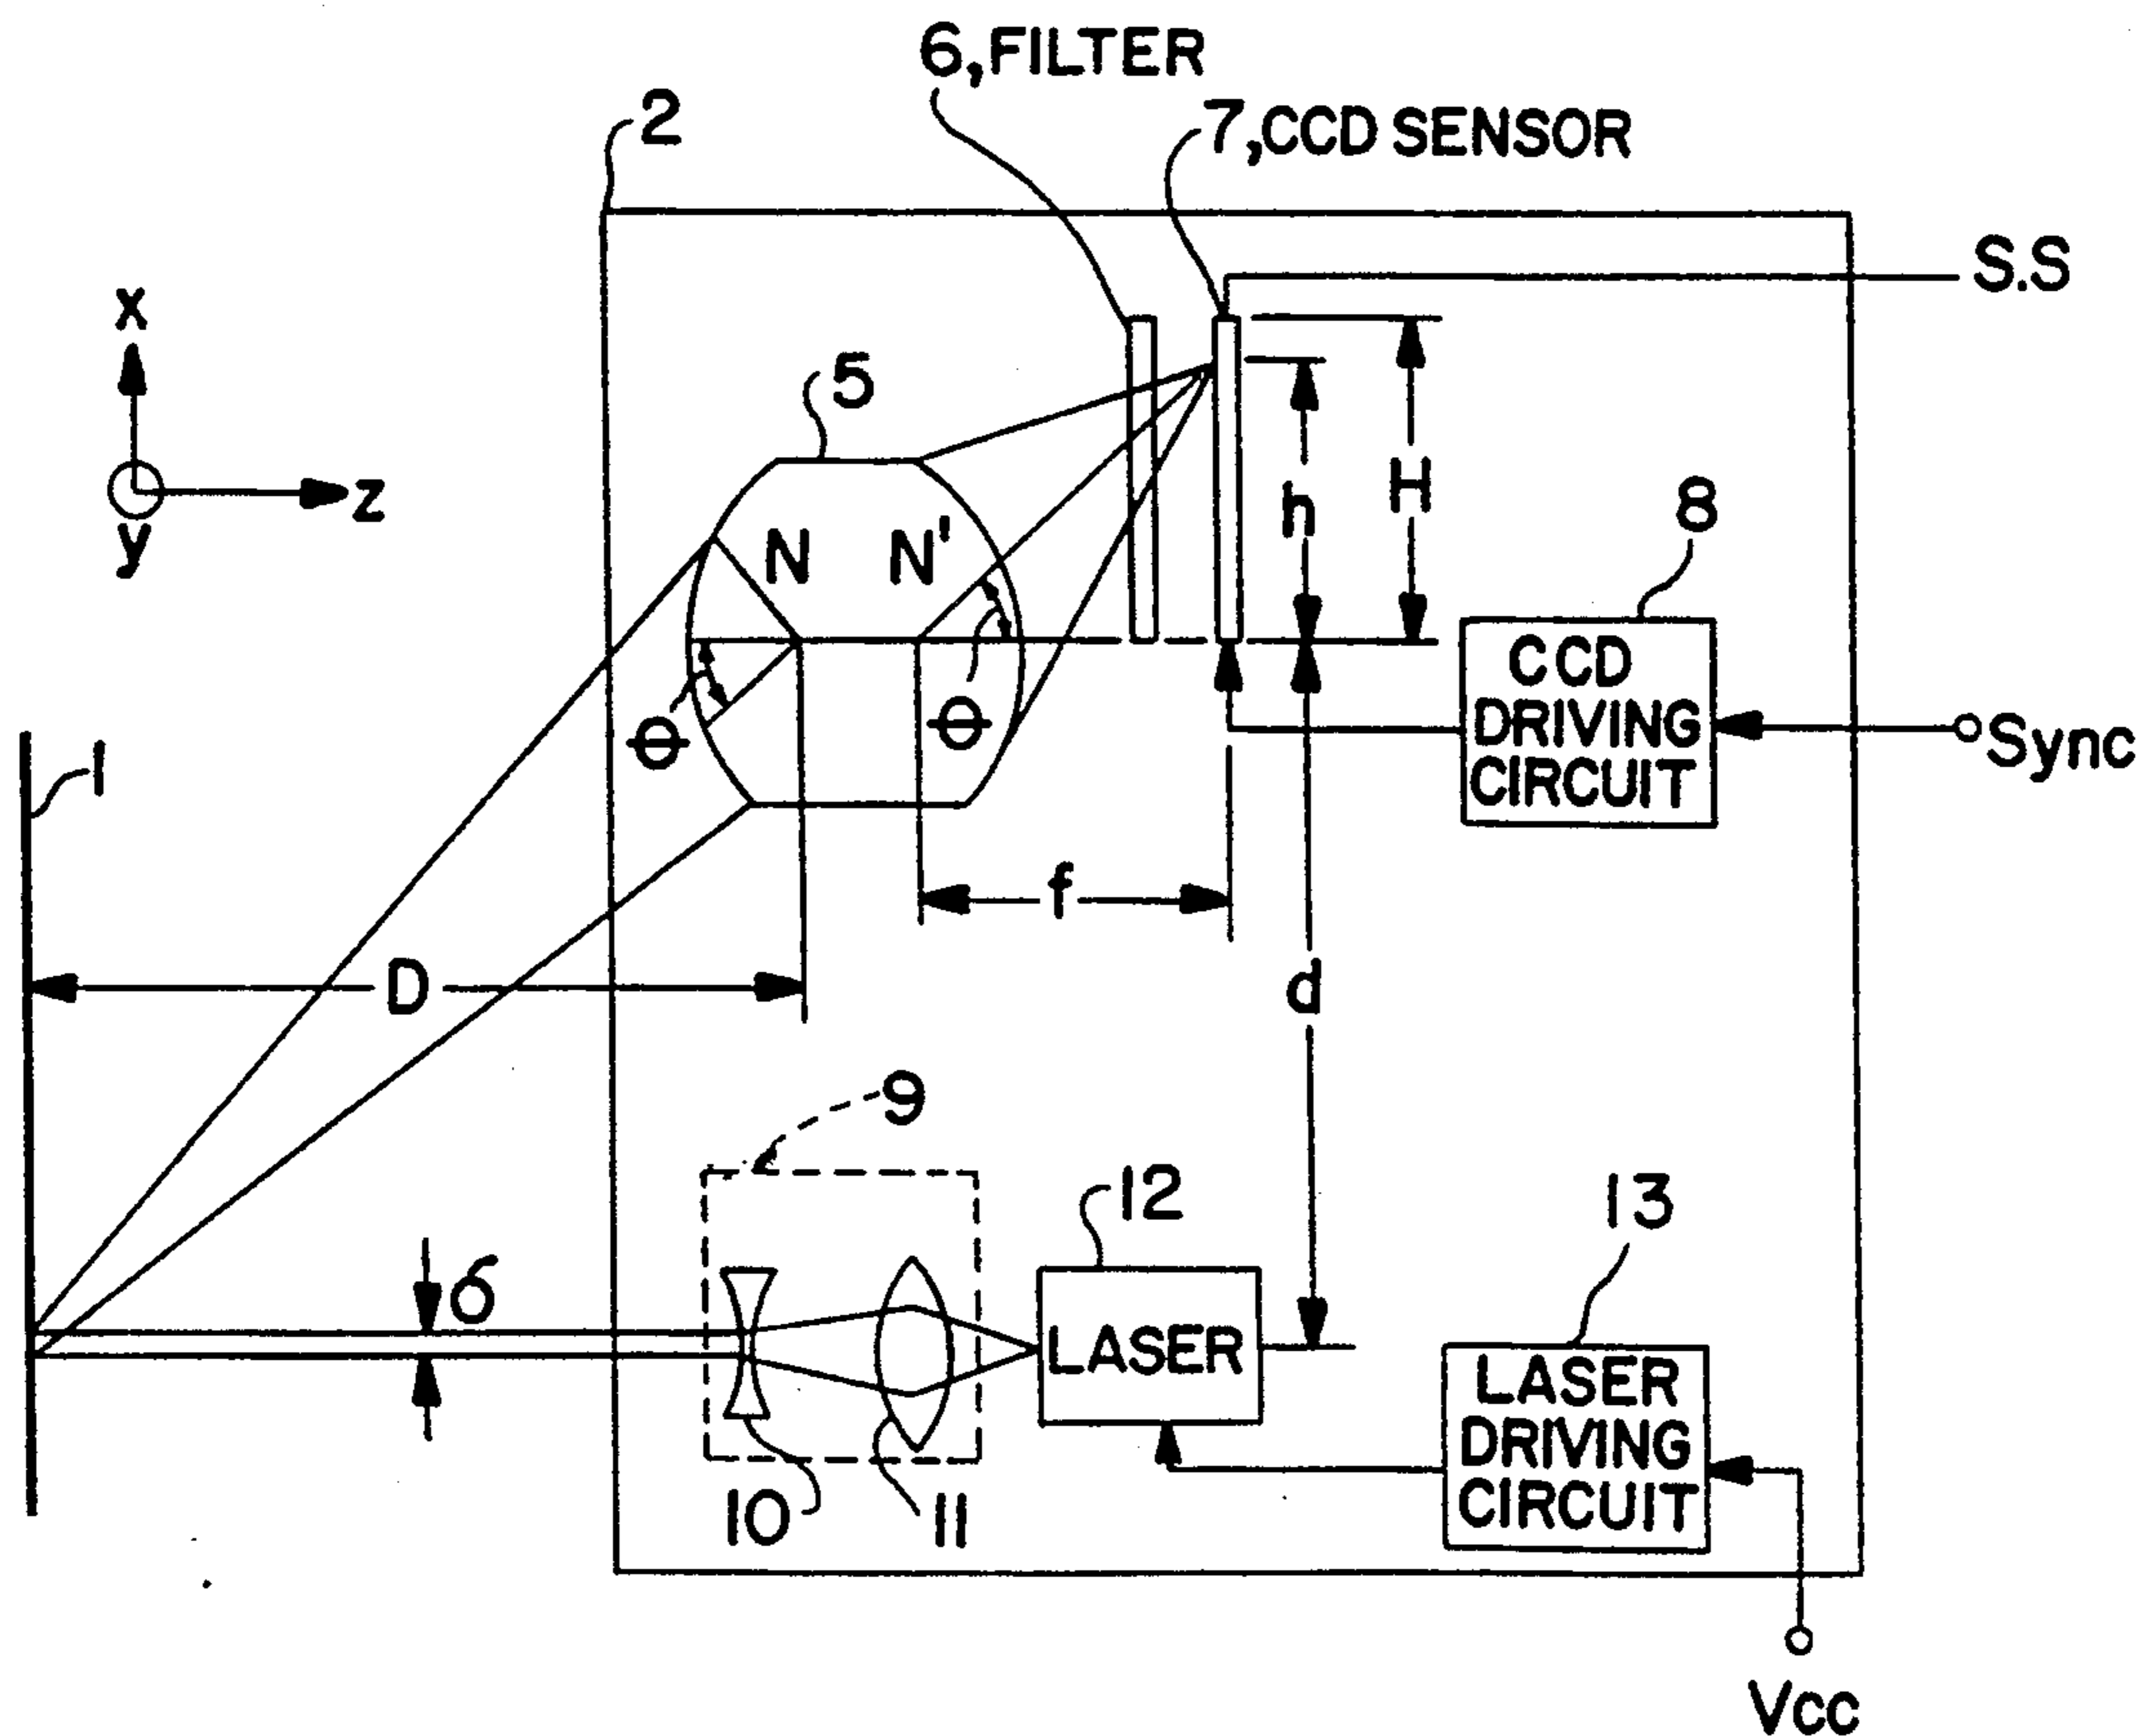 6,FILTER
2
7,CCD SENSOR
S.S
x
5
z
y
N N'
h
H
8
CCD
DRIVING
CIRCUIT
Sync
θ
θ
1
f
D
d
9
12
13
δ
LASER
LASER
DRIVING
CIRCUIT
10
11
Vcc